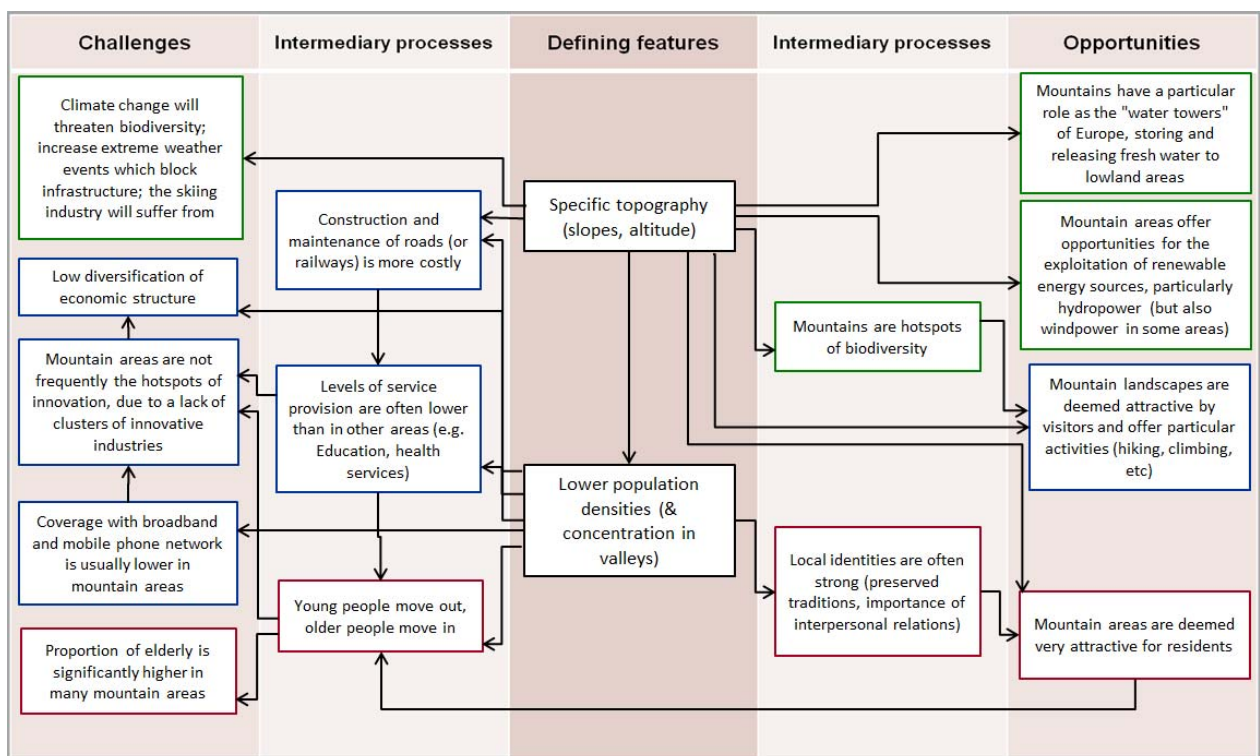 Challenges
Intermediary processes
Defining features
Intermediary processes
Opportunities
Climate change will
threaten biodiversity;
increase extreme weather
events which block
infrastructure; the skiing
industry will suffer from
Low diversification of
economic structure
Mountain areas are not
frequently the hotspots of
innovation, due to a lack of
clusters of innovative
industries
Coverage with broadband
and mobile phone network
is usually lower in
mountain areas
Proportion of elderly is
significantly higher in
many mountain areas
Construction and
maintenance of roads (or
railways) is more costly
Levels of service
provision are often lower
than in other areas (e.g.
Education, health
services)
Young people move out,
older people move in
Specific topography
(slopes, altitude)
Lower population
densities (&
concentration in
valleys)
Mountains are hotspots
of biodiversity
Local identities are often
strong (preserved
traditions, importance of
interpersonal relations)
Mountains have a particular
role as the "water towers"
of Europe, storing and
releasing fresh water to
lowland areas
Mountain areas offer
opportunities for the
exploitation of renewable
energy sources, particularly
hydropower (but also
windpower in some areas)
Mountain landscapes are
deemed attractive by
visitors and offer particular
activities (hiking, climbing,
etc)
Mountain areas are deemed
very attractive for residents